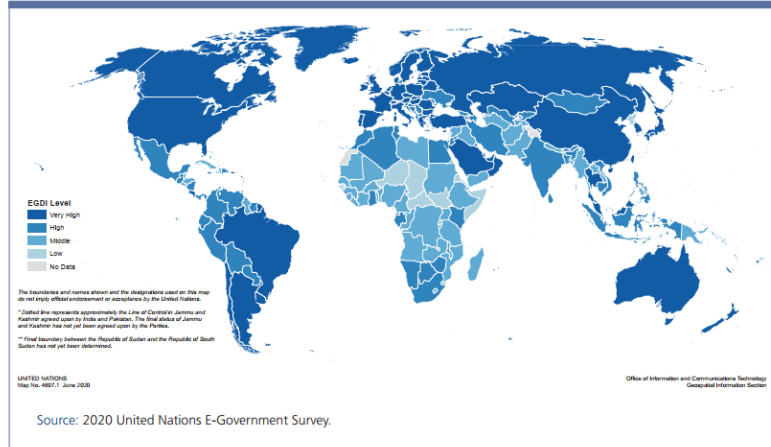 EGDI Level
Very High
High
Middle
Low
No Data
The boundaries and names shown and the designations used on this map
do not imply official endorsement or acceptance by the United Nations.
* Dotted line represents approximately the Line of Control in Jammu and
Kashmir agreed upon by India and Pakistan. The final status of Jammu
and Kashmir has not yet been agreed upon by the Parties.
** Final boundary between the Republic of Sudan and the Republic of South
Sudan has not yet been determined.
UNITED NATIONS
Map No. 4607.1 June 2020
Office of Information and Communications Technology
Geospatial Information Section
Source: 2020 United Nations E-Government Survey.